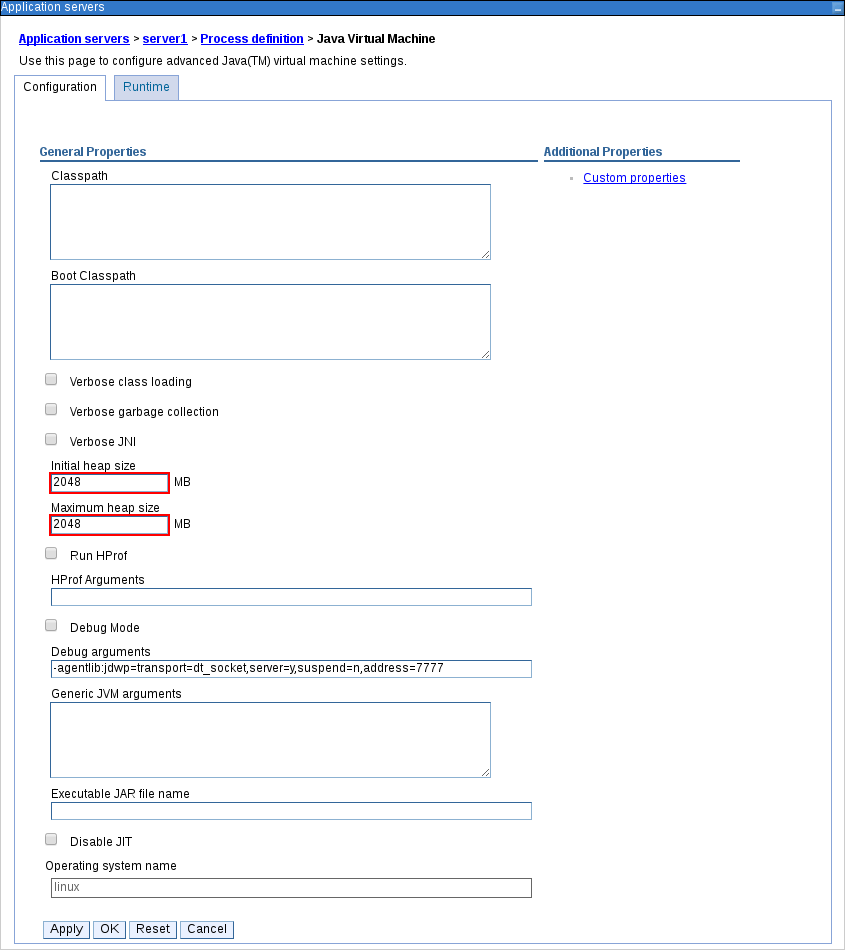 Application servers
Application servers > server1 > Process definition > Java Virtual Machine
Use this page to configure advanced Java(TM) virtual machine settings.
Configuration Runtime
General Properties
Additional Properties
Classpath
Custom properties
Boot Classpath
Verbose class loading
Verbose garbage collection
Verbose JNI
Initial heap size
2048 MB
Maximum heap size
2048 MB
Run HProf
HProf Arguments
Debug Mode
Debug arguments
-agentlib:jdwp=transport=dt_socket,server=y,suspend=n,address=7777
Generic JVM arguments
Executable JAR file name
Disable JIT
Operating system name
linux
Apply OK Reset Cancel